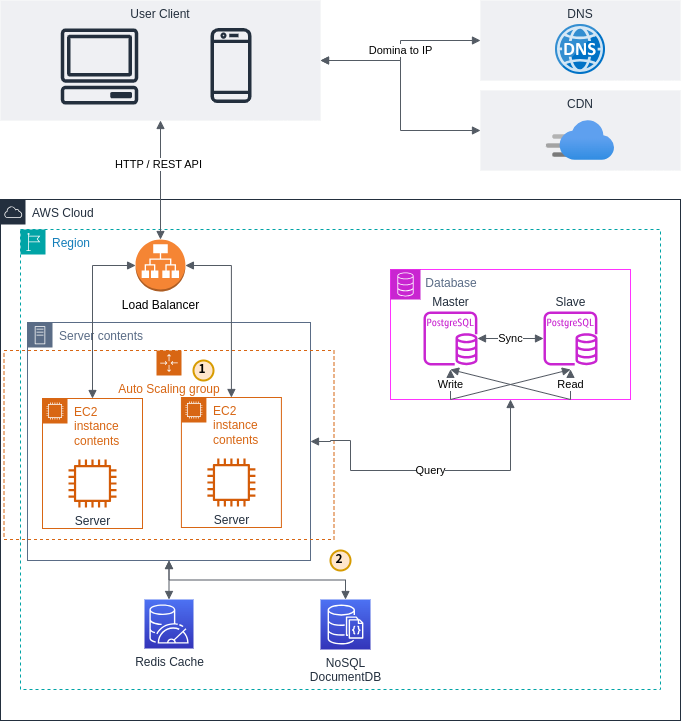 User Client
DNS
DNS
Domina to IP
CDN
HTTP / REST API
AWS Cloud
Region
Load Balancer
Database
Master
Slave
PostgreSQL
PostgreSQL
Sync
Write
Read
Server contents
1
Auto Scaling group
EC2
instance
contents
Server
EC2
instance
contents
Server
Query
2
Redis Cache
NoSQL
DocumentDB